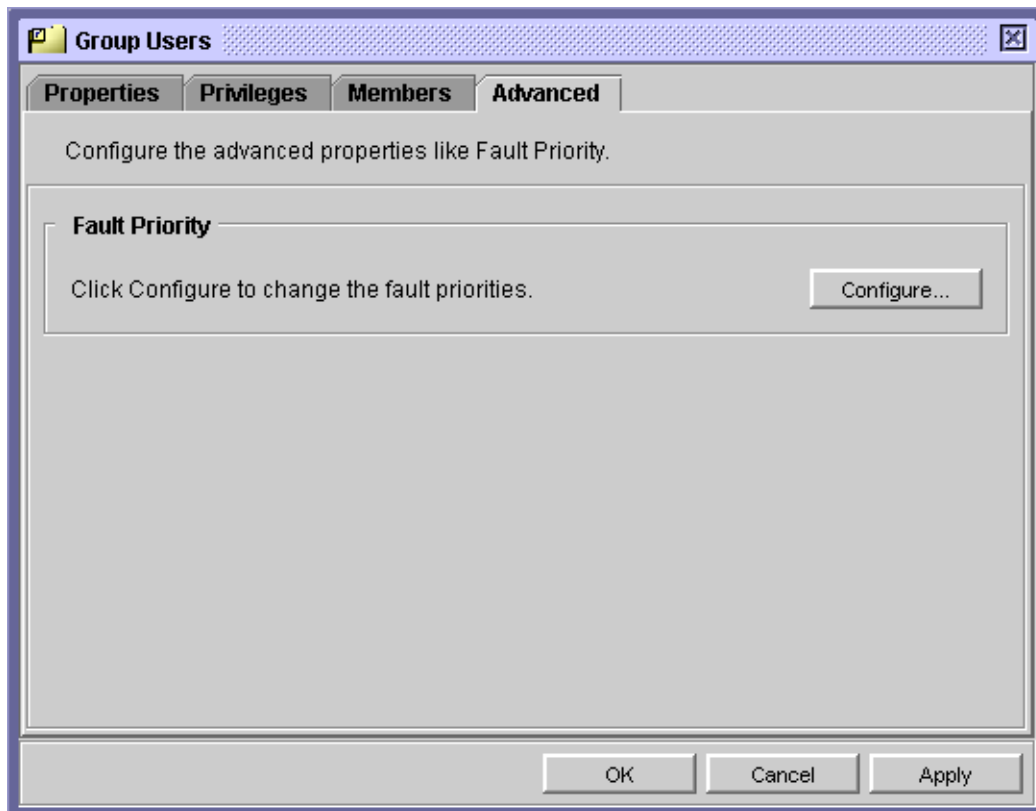 Group Users
Properties Privileges Members Advanced
Configure the advanced properties like Fault Priority.
Fault Priority
Click Configure to change the fault priorities. Configure...
OK Cancel Apply